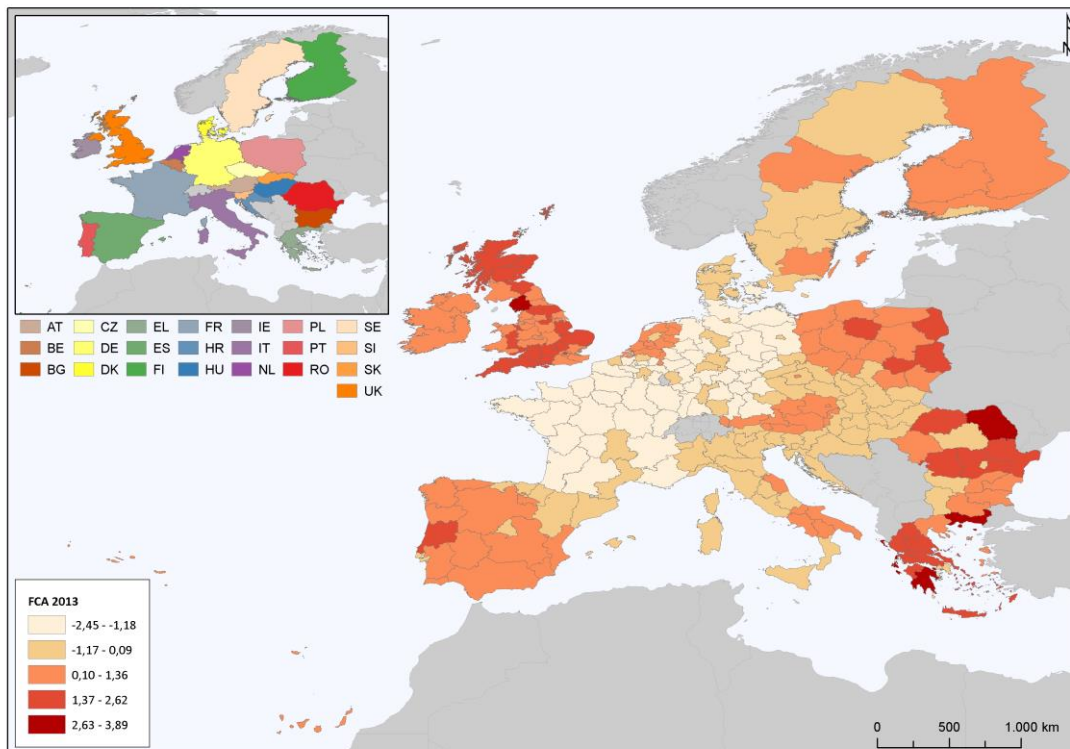 N
AT CZ EL FR IE PL SE
BE DE ES HR IT PT SI
BG DK FI HU NL RO SK
UK
FCA 2013
-2,45 - -1,18
-1,17 - 0,09
0,10 - 1,36
1,37 - 2,62
2,63 - 3,89
0 500 1.000 km